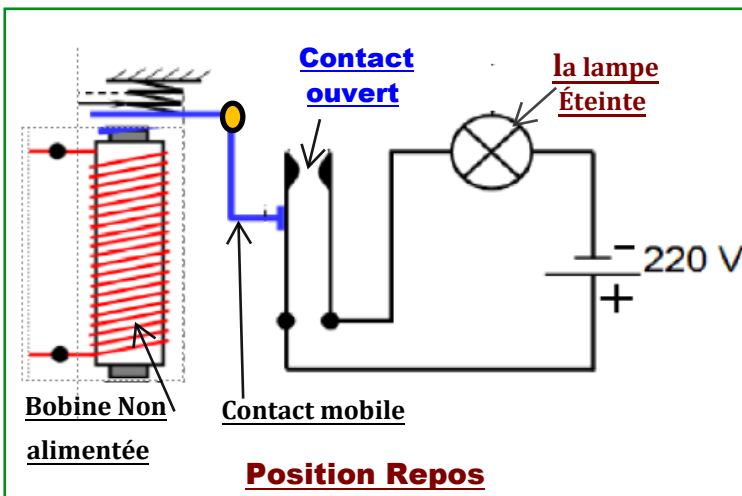 Contact
ouvert
la lampe
Éteinte
- 220 V
+
Bobine Non
alimentée
Contact mobile
Position Repos